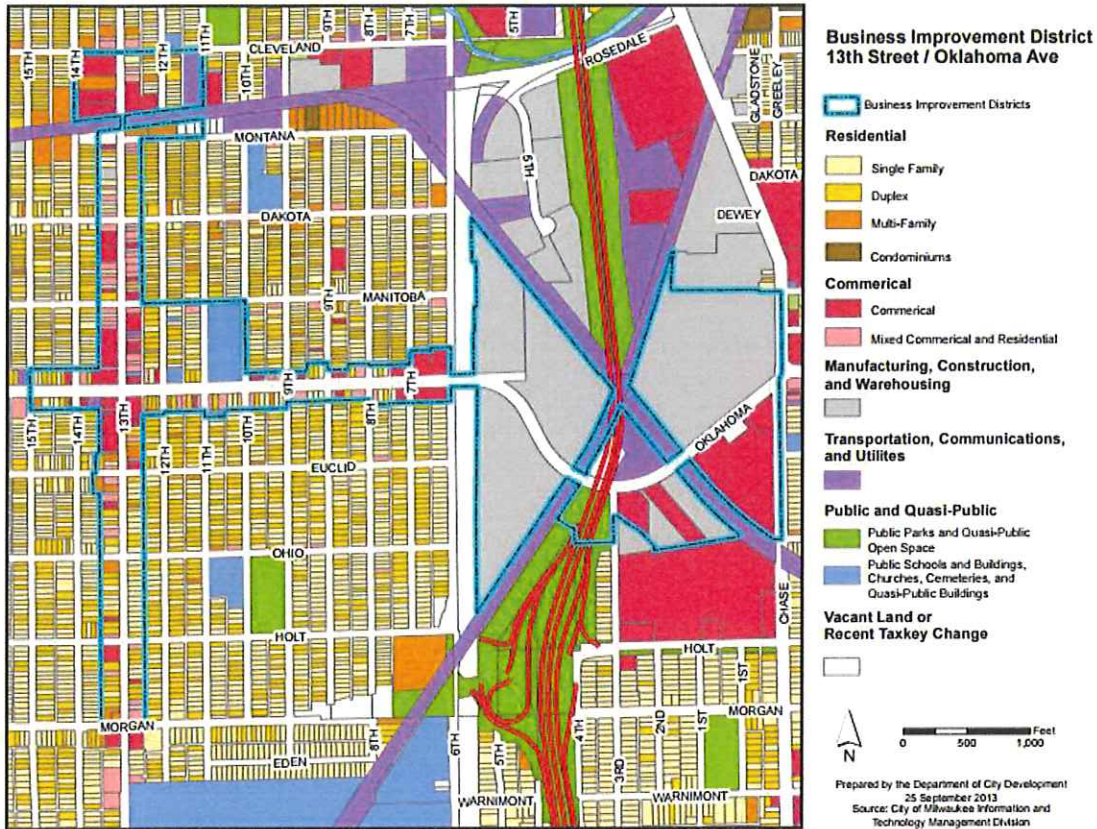 Business Improvement District
13th Street / Oklahoma Ave
Business Improvement Districts
Residential
Single Family
Duplex
Multi-Family
Condominiums
Commerical
Commerical
Mixed Commerical and Residential
Manufacturing, Construction,
and Warehousing
Transportation, Communications,
and Utilites
Public and Quasi-Public
Public Parks and Quasi-Public
Open Space
Public Schools and Buildings,
Churches, Cemeteries, and
Quasi-Public Buildings
Vacant Land or
Recent Taxkey Change
N
Feet
0 500 1,000
Prepared by the Department of City Development
25 September 2013
Source: City of Milwaukee Information and
Technology Management Division
15TH
14TH
12TH
11TH
10TH
9TH
8TH
7TH
5TH
CLEVELAND
ROSEDALE
GLADSTONE
GREELEY
MONTANA
5TH
DAKOTA
DAKOTA
DEWEY
MANITOBA
9TH
9TH
7TH
8TH
15TH
14TH
13TH
12TH
11TH
10TH
OKLAHOMA
EUCLID
OHIO
CHASE
HOLT
HOLT
1ST
MORGAN
MORGAN
8TH
6TH
5TH
4TH
3RD
2ND
1ST
EDEN
WARNIMONT
WARNIMONT